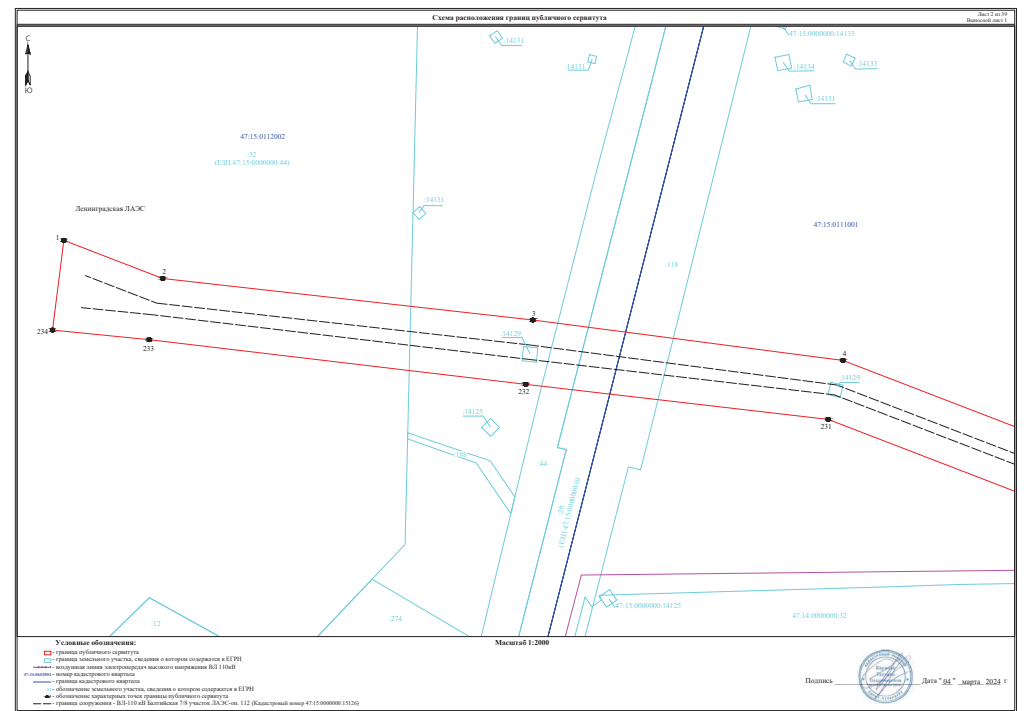 Схема расположения границ публичного сервитута
Лист 2 из 39
Выносной лист 1
С
Ю
:14131
:14131
47:15:0000000:14133
:14134
:14133
:14131
47:15:0112002
:32
(ЕЗП 47:15:0000000:44)
:14131
Ленинградская ЛАЭС
47:15:0111001
1
2
:118
3
234
233
:14129
4
:14129
232
231
:14125
:188
:44
:20
47:15:0000000:14125
47:14:0000000:32
:12
:274
Условные обозначения:
Масштаб 1:2000
- граница публичного сервитута
- граница земельного участка, сведения о котором содержатся в ЕГРН
- воздушная линия электропередач высокого напряжения ВЛ 110кВ
- номер кадастрового квартала
- граница кадастрового квартала
- обозначение земельного участка, сведения о котором содержатся в ЕГРН
- обозначение характерных точек границы публичного сервитута
- граница сооружения - ВЛ-110 кВ Балтийская 7/8 участок ЛАЭС-оп. 112 (Кадастровый номер 47:15:0000000:15126)
Подпись
Дата "04" марта 2024 г